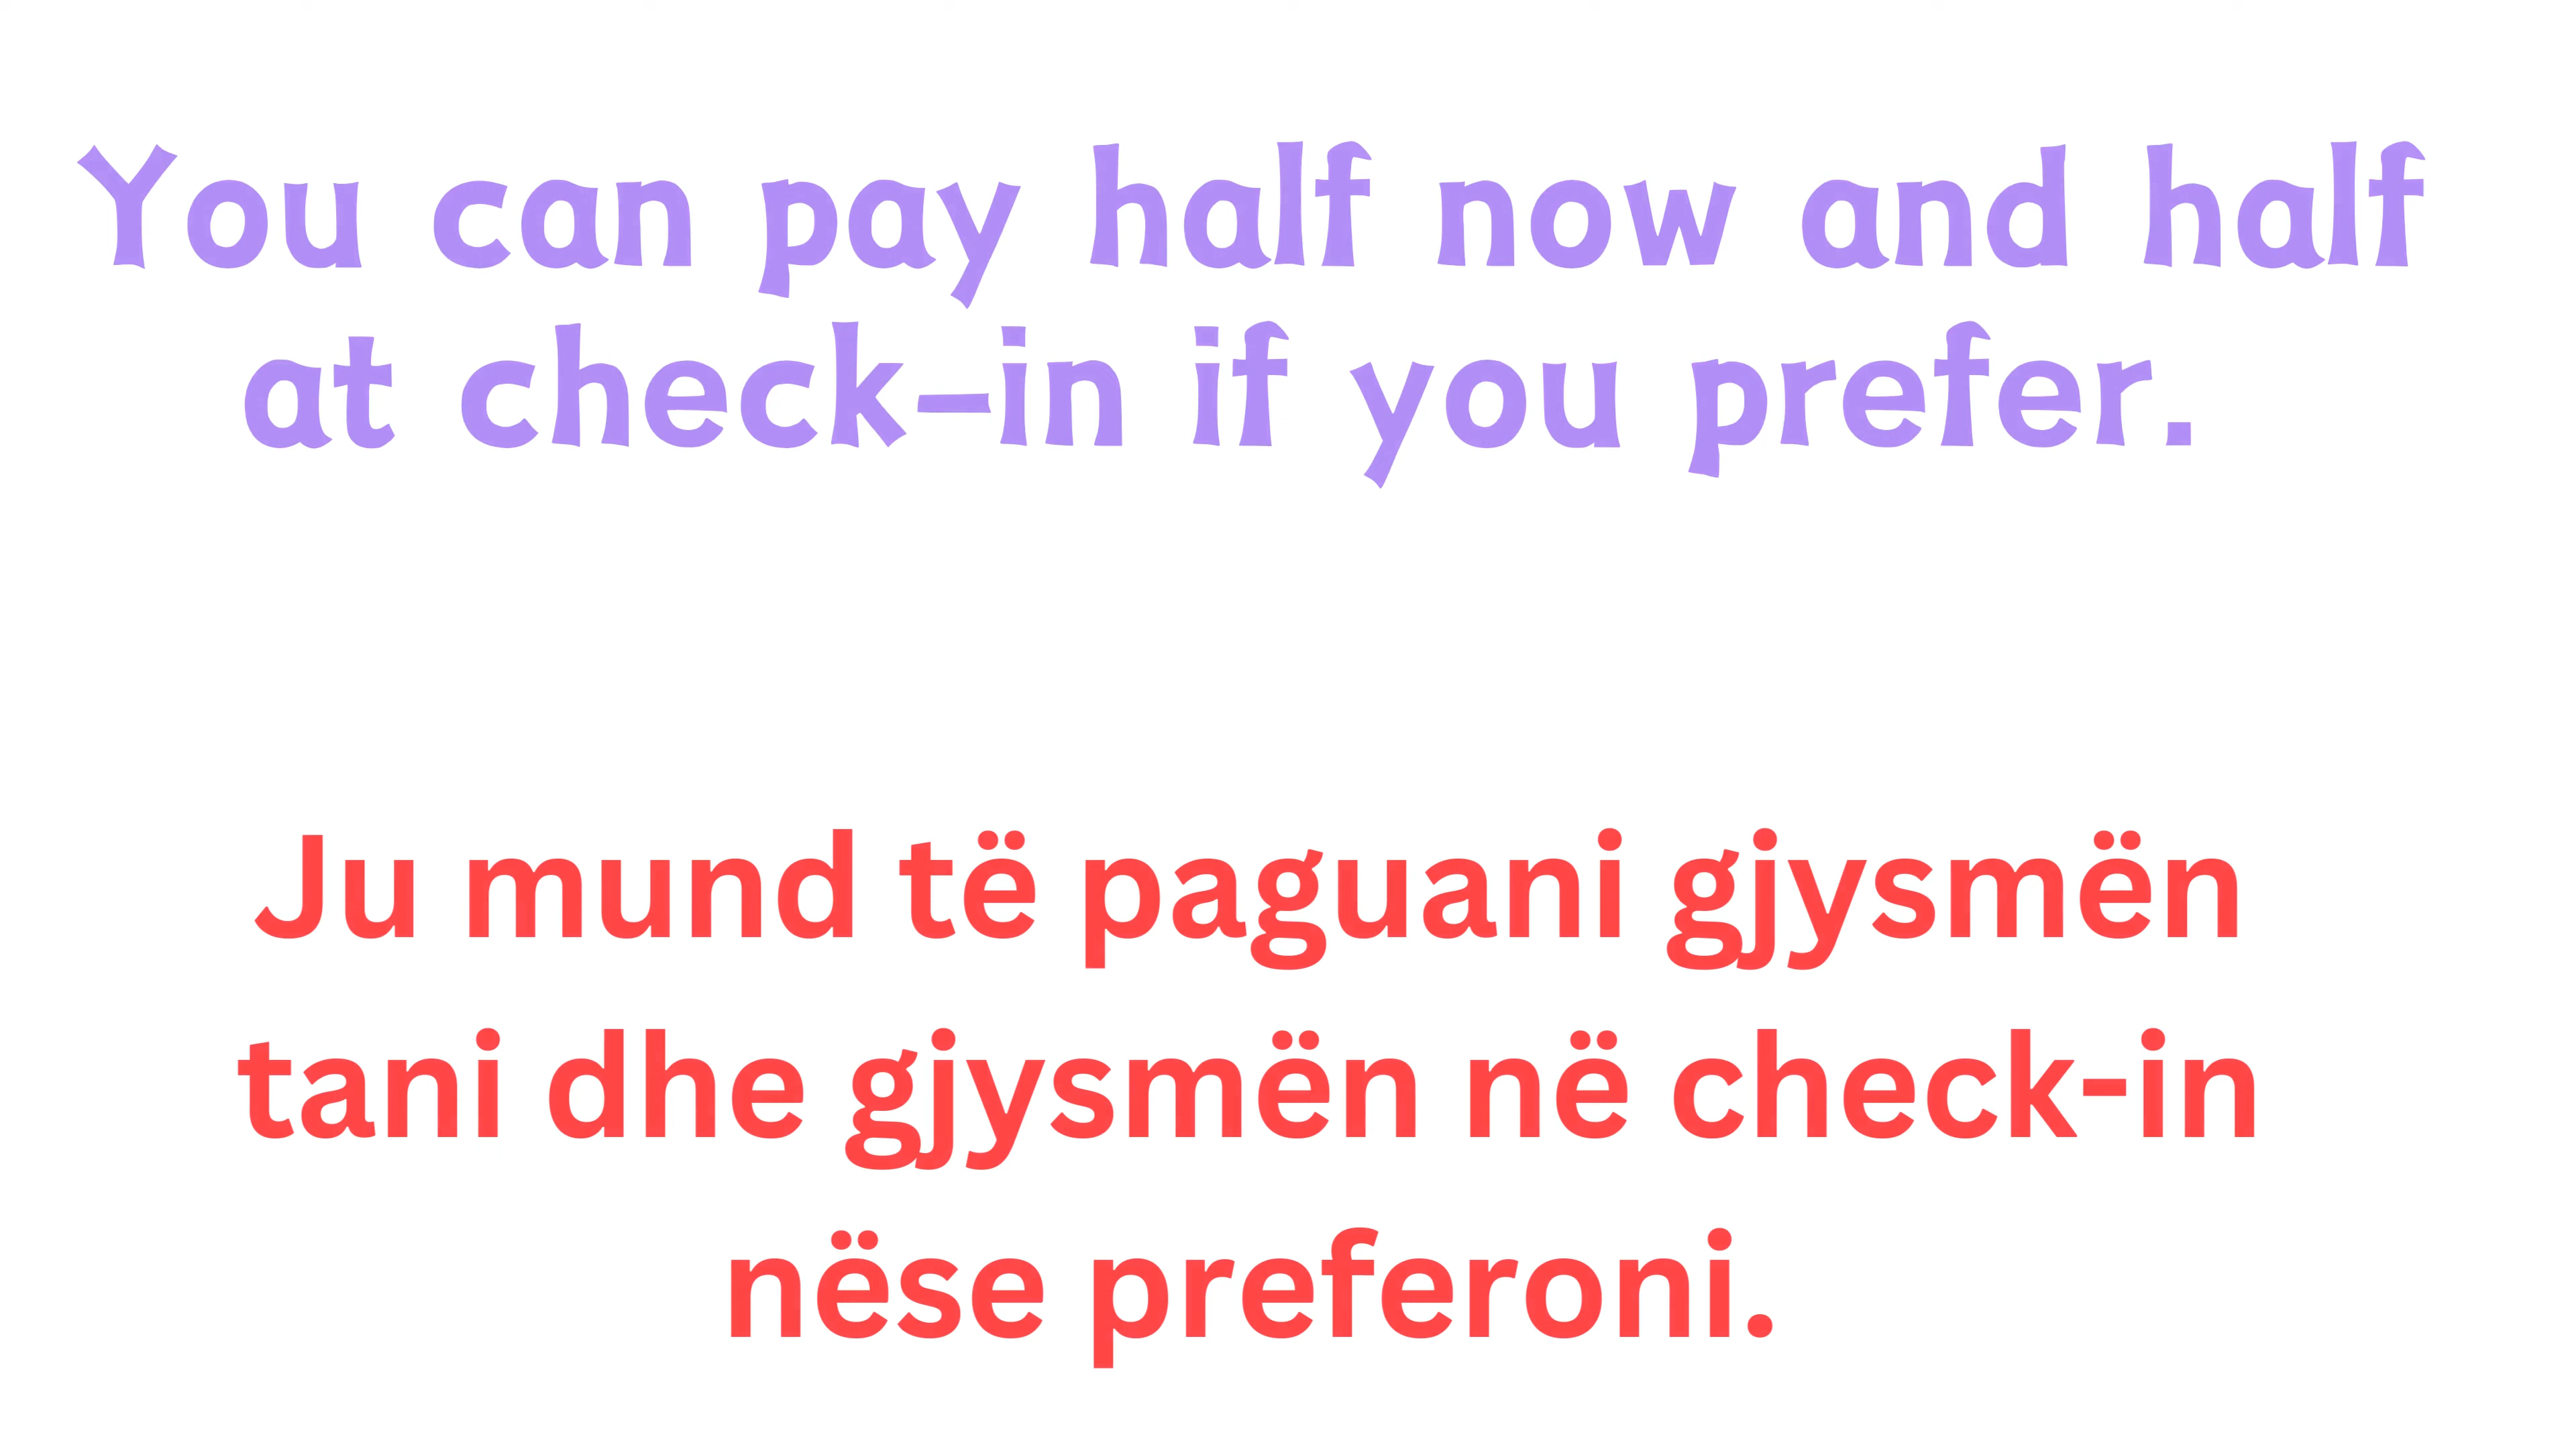 You can pay half now and half
at check-in if you prefer.
Ju mund të paguani gjysmën
tani dhe gjysmën në check-in
nëse preferoni.